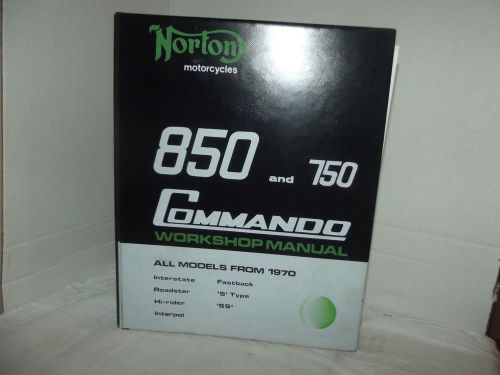 Norton
motorcycles
850 and 750
COMMANDO
WORKSHOP MANUAL
ALL MODELS FROM 1970
Interstate Fastback
Roadster 'S' Type
Hi-rider 'SS'
Interpol